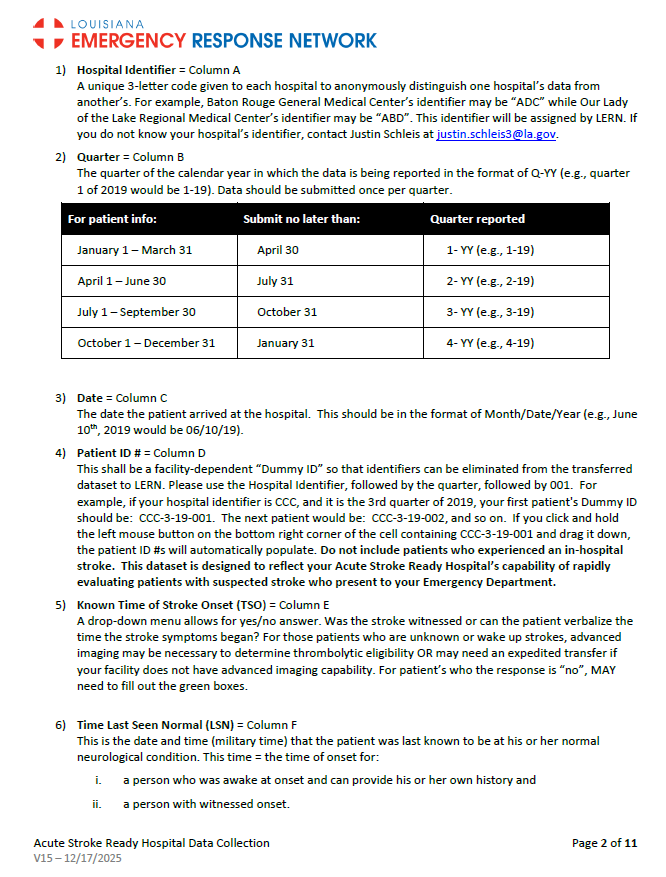 LOUISIANA
EMERGENCY RESPONSE NETWORK
1) Hospital Identifier = Column A
A unique 3-letter code given to each hospital to anonymously distinguish one hospital's data from
another's. For example, Baton Rouge General Medical Center's identifier may be "ADC" while Our Lady
of the Lake Regional Medical Center's identifier may be "ABD". This identifier will be assigned by LERN. If
you do not know your hospital's identifier, contact Justin Schleis at justin.schleis3@la.gov.
2) Quarter = Column B
The quarter of the calendar year in which the data is being reported in the format of Q-YY (e.g., quarter
1 of 2019 would be 1-19). Data should be submitted once per quarter.
For patient info: Submit no later than: Quarter reported
January 1 – March 31 April 30 1- YY (e.g., 1-19)
April 1 – June 30 July 31 2- YY (e.g., 2-19)
July 1 – September 30 October 31 3- YY (e.g., 3-19)
October 1 – December 31 January 31 4- YY (e.g., 4-19)
3) Date = Column C
The date the patient arrived at the hospital.  This should be in the format of Month/Date/Year (e.g., June
10th, 2019 would be 06/10/19).
4) Patient ID # = Column D
This shall be a facility-dependent "Dummy ID" so that identifiers can be eliminated from the transferred
dataset to LERN. Please use the Hospital Identifier, followed by the quarter, followed by 001.  For
example, if your hospital identifier is CCC, and it is the 3rd quarter of 2019, your first patient's Dummy ID
should be:  CCC-3-19-001.  The next patient would be:  CCC-3-19-002, and so on.  If you click and hold
the left mouse button on the bottom right corner of the cell containing CCC-3-19-001 and drag it down,
the patient ID #s will automatically populate. Do not include patients who experienced an in-hospital
stroke.  This dataset is designed to reflect your Acute Stroke Ready Hospital's capability of rapidly
evaluating patients with suspected stroke who present to your Emergency Department.
5) Known Time of Stroke Onset (TSO) = Column E
A drop-down menu allows for yes/no answer. Was the stroke witnessed or can the patient verbalize the
time the stroke symptoms began? For those patients who are unknown or wake up strokes, advanced
imaging may be necessary to determine thrombolytic eligibility OR may need an expedited transfer if
your facility does not have advanced imaging capability. For patient's who the response is "no", MAY
need to fill out the green boxes.
6) Time Last Seen Normal (LSN) = Column F
This is the date and time (military time) that the patient was last known to be at his or her normal
neurological condition. This time = the time of onset for:
i. a person who was awake at onset and can provide his or her own history and
ii. a person with witnessed onset.
Acute Stroke Ready Hospital Data Collection Page 2 of 11
V15 – 12/17/2025